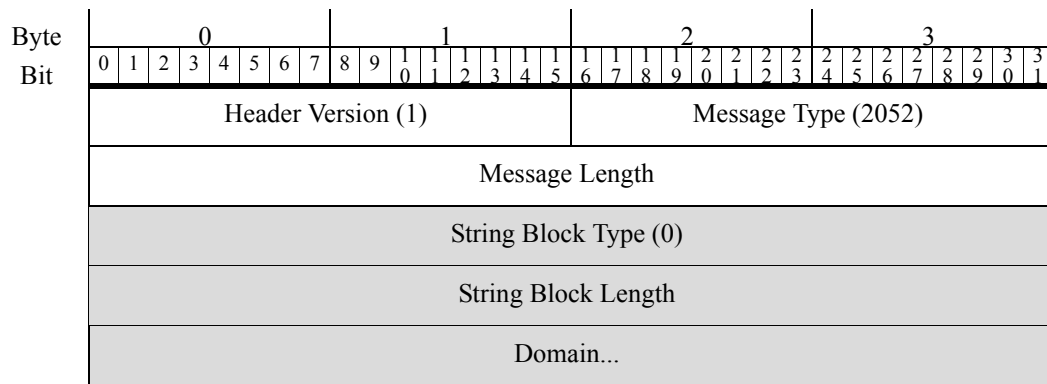 Byte 0 1 2 3
Bit 0 1 2 3 4 5 6 7 8 9 10 11 12 13 14 15 16 17 18 19 20 21 22 23 24 25 26 27 28 29 30 31
Header Version (1) Message Type (2052)
Message Length
String Block Type (0)
String Block Length
Domain...